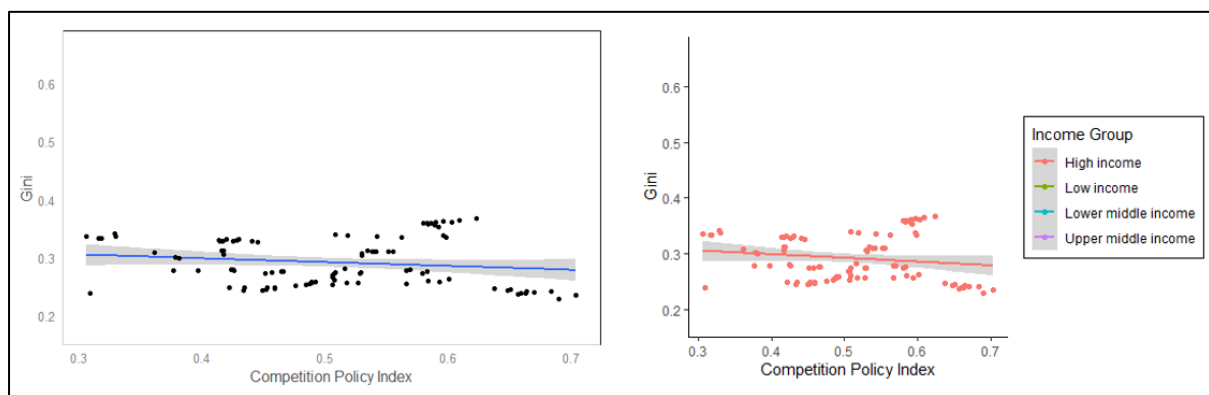 0.6
0.5
0.4
0.3
0.2
Gini
0.3 0.4 0.5 0.6 0.7
Competition Policy Index
0.6
0.5
0.4
0.3
0.2
Gini
0.3 0.4 0.5 0.6 0.7
Competition Policy Index
Income Group
High income
Low income
Lower middle income
Upper middle income